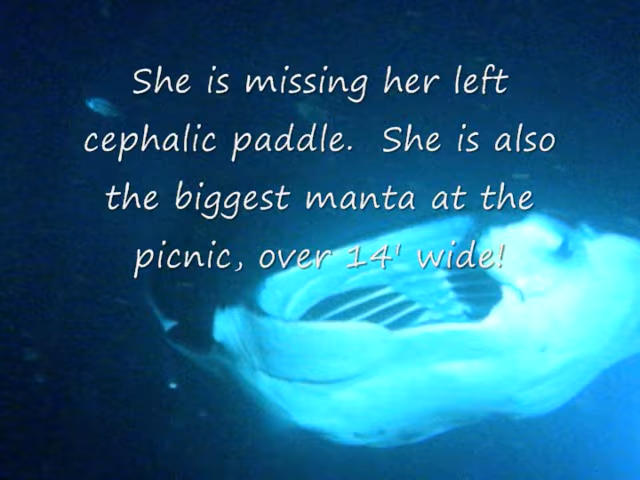 She is missing her left
cephalic paddle.  She is also
the biggest manta at the
picnic, over 14' wide!